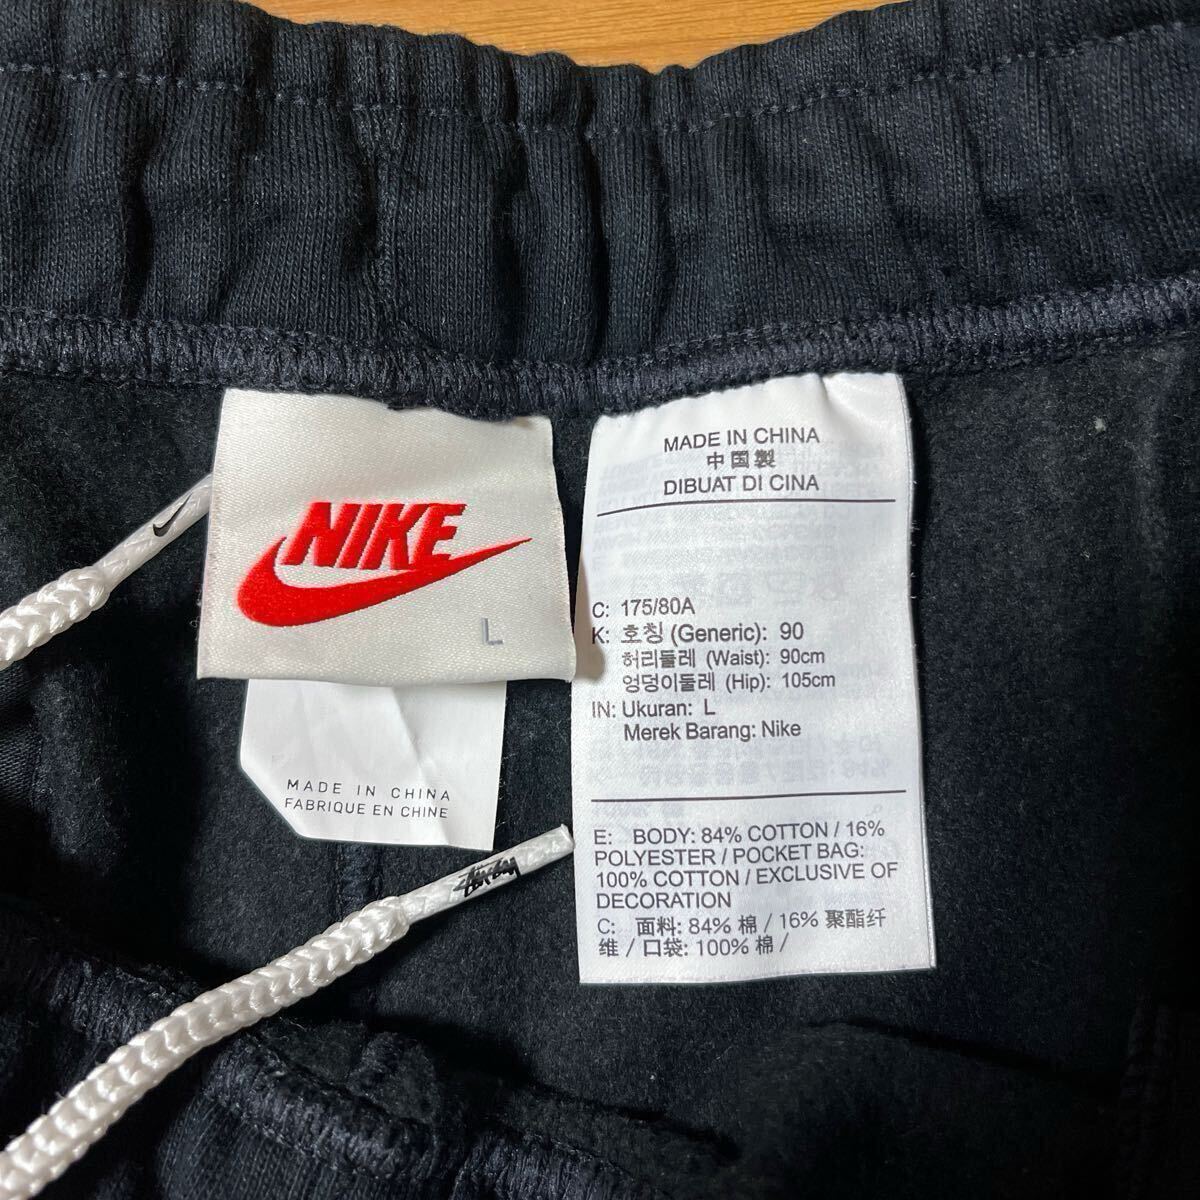 NIKE
L
MADE IN CHINA
FABRIQUE EN CHINE
Stüssy
MADE IN CHINA
中国製
DIBUAT DI CINA
C: 175/80A
K: 호칭 (Generic): 90
허리둘레 (Waist): 90cm
엉덩이둘레 (Hip): 105cm
IN: Ukuran: L
Merek Barang: Nike
E: BODY: 84% COTTON / 16%
POLYESTER / POCKET BAG:
100% COTTON / EXCLUSIVE OF
DECORATION
C: 面料: 84% 棉 / 16% 聚酯纤
维 / 口袋: 100% 棉 /